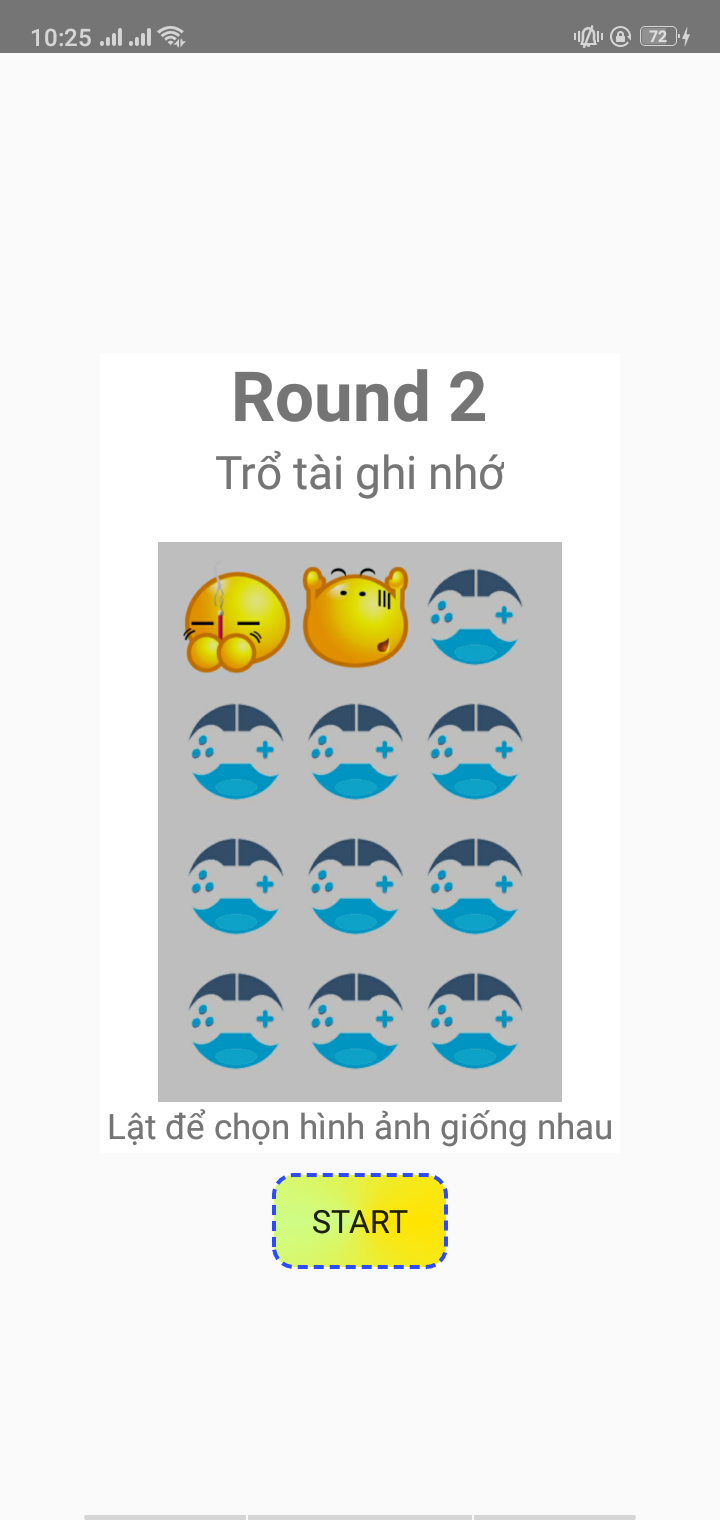 10:25
72
Round 2
Trổ tài ghi nhớ
Lật để chọn hình ảnh giống nhau
START